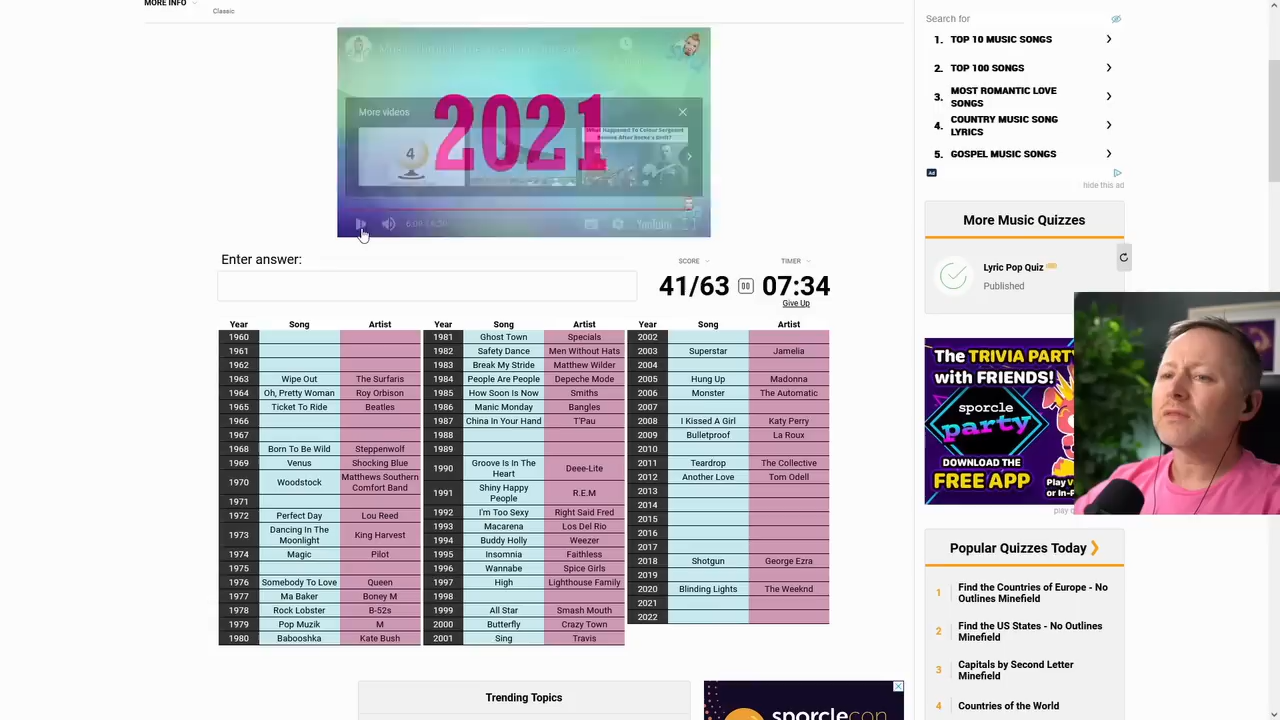 MORE INFO
Classic
2021
More videos
4
What Happened To Colour Sergeant
Enter answer:
SCORE
TIMER
41/63
07:34
Give Up
Year Song Artist
1960
1961
1962
1963 Wipe Out The Surfaris
1964 Oh, Pretty Woman Roy Orbison
1965 Ticket To Ride Beatles
1966
1967
1968 Born To Be Wild Steppenwolf
1969 Venus Shocking Blue
1970 Woodstock Matthews Southern Comfort Band
1971
1972 Perfect Day Lou Reed
1973 Dancing In The Moonlight King Harvest
1974 Magic Pilot
1975
1976 Somebody To Love Queen
1977 Ma Baker Boney M
1978 Rock Lobster B-52s
1979 Pop Muzik M
1980 Babooshka Kate Bush
Year Song Artist
1981 Ghost Town Specials
1982 Safety Dance Men Without Hats
1983 Break My Stride Matthew Wilder
1984 People Are People Depeche Mode
1985 How Soon Is Now Smiths
1986 Manic Monday Bangles
1987 China In Your Hand T'Pau
1988
1989
1990 Groove Is In The Heart Deee-Lite
1991 Shiny Happy People R.E.M
1992 I'm Too Sexy Right Said Fred
1993 Macarena Los Del Rio
1994 Buddy Holly Weezer
1995 Insomnia Faithless
1996 Wannabe Spice Girls
1997 High Lighthouse Family
1998
1999 All Star Smash Mouth
2000 Butterfly Crazy Town
2001 Sing Travis
Year Song Artist
2002
2003 Superstar Jamelia
2004
2005 Hung Up Madonna
2006 Monster The Automatic
2007
2008 I Kissed A Girl Katy Perry
2009 Bulletproof La Roux
2010
2011 Teardrop The Collective
2012 Another Love Tom Odell
2013
2014
2015
2016
2017
2018 Shotgun George Ezra
2019
2020 Blinding Lights The Weeknd
2021
2022
Trending Topics
sporclecon
Search for
1. TOP 10 MUSIC SONGS
2. TOP 100 SONGS
3. MOST ROMANTIC LOVE
SONGS
4. COUNTRY MUSIC SONG
LYRICS
5. GOSPEL MUSIC SONGS
Ad
hide this ad
More Music Quizzes
Lyric Pop Quiz
Published
The TRIVIA PART
with FRIENDS!
sporcle
party
DOWNLOAD THE
FREE APP
Play
or In-P
Popular Quizzes Today
1 Find the Countries of Europe - No
Outlines Minefield
2 Find the US States - No Outlines
Minefield
3 Capitals by Second Letter
Minefield
4 Countries of the World